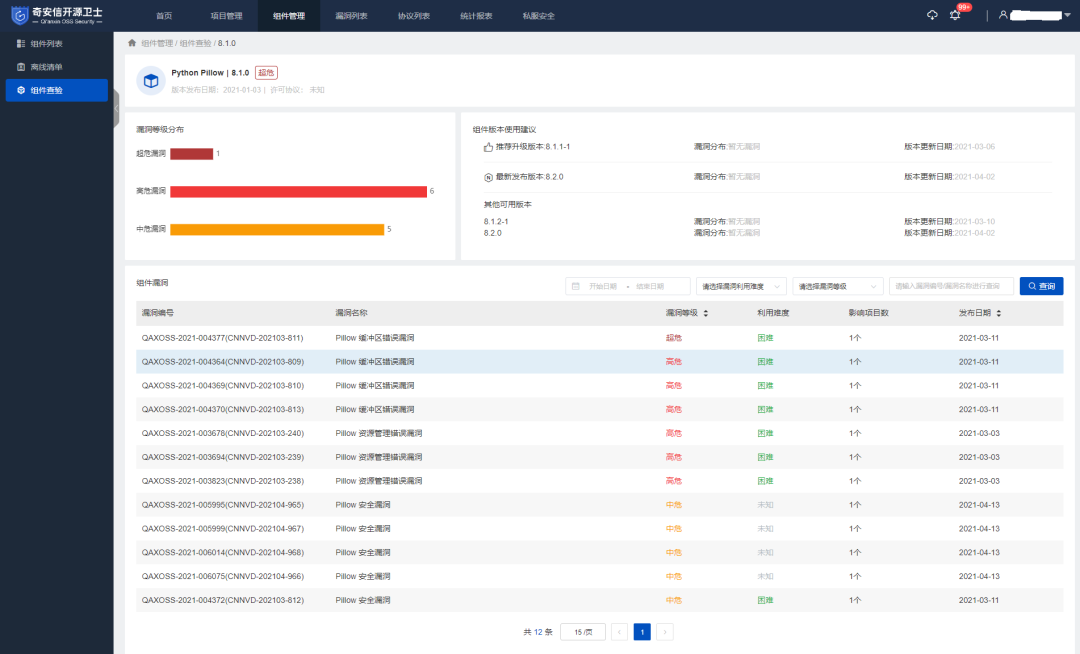 奇安信开源卫士
— Qi'anxin OSS Security —
首页 项目管理 组件管理 漏洞列表 协议列表 统计报表 私服安全
99+
组件列表
离线清单
组件查验
组件管理 / 组件查验 / 8.1.0
Python Pillow | 8.1.0 超危
版本发布日期: 2021-01-03 | 许可协议: 未知
漏洞等级分布
超危漏洞 1
高危漏洞 6
中危漏洞 5
组件版本使用建议
推荐升级版本:8.1.1-1 漏洞分布:暂无漏洞 版本更新日期:2021-03-06
最新发布版本:8.2.0 漏洞分布:暂无漏洞 版本更新日期:2021-04-02
其他可用版本
8.1.2-1 漏洞分布:暂无漏洞 版本更新日期:2021-03-10
8.2.0 漏洞分布:暂无漏洞 版本更新日期:2021-04-02
组件漏洞
开始日期 - 结束日期 请选择漏洞利用难度 请选择漏洞等级 请输入漏洞编号/漏洞名称进行查询 查询
漏洞编号 漏洞名称 漏洞等级 利用难度 影响项目数 发布日期
QAXOSS-2021-004377(CNNVD-202103-811) Pillow 缓冲区错误漏洞 超危 困难 1个 2021-03-11
QAXOSS-2021-004364(CNNVD-202103-809) Pillow 缓冲区错误漏洞 高危 困难 1个 2021-03-11
QAXOSS-2021-004369(CNNVD-202103-810) Pillow 缓冲区错误漏洞 高危 困难 1个 2021-03-11
QAXOSS-2021-004370(CNNVD-202103-813) Pillow 缓冲区错误漏洞 高危 困难 1个 2021-03-11
QAXOSS-2021-003678(CNNVD-202103-240) Pillow 资源管理错误漏洞 高危 困难 1个 2021-03-03
QAXOSS-2021-003694(CNNVD-202103-239) Pillow 资源管理错误漏洞 高危 困难 1个 2021-03-03
QAXOSS-2021-003823(CNNVD-202103-238) Pillow 资源管理错误漏洞 高危 困难 1个 2021-03-03
QAXOSS-2021-005995(CNNVD-202104-965) Pillow 安全漏洞 中危 未知 1个 2021-04-13
QAXOSS-2021-005999(CNNVD-202104-967) Pillow 安全漏洞 中危 未知 1个 2021-04-13
QAXOSS-2021-006014(CNNVD-202104-968) Pillow 安全漏洞 中危 未知 1个 2021-04-13
QAXOSS-2021-006075(CNNVD-202104-966) Pillow 安全漏洞 中危 未知 1个 2021-04-13
QAXOSS-2021-004372(CNNVD-202103-812) Pillow 安全漏洞 中危 困难 1个 2021-03-11
共 12 条 15 /页 1